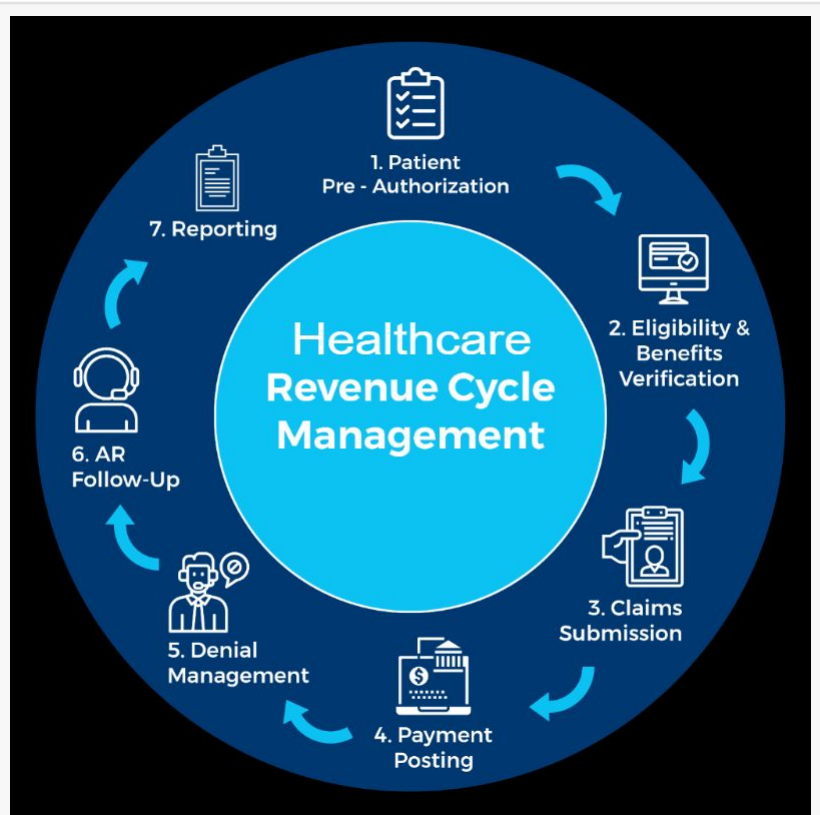 Healthcare
Revenue Cycle
Management
1. Patient
Pre - Authorization
2. Eligibility &
Benefits
Verification
3. Claims
Submission
4. Payment
Posting
5. Denial
Management
6. AR
Follow-Up
7. Reporting